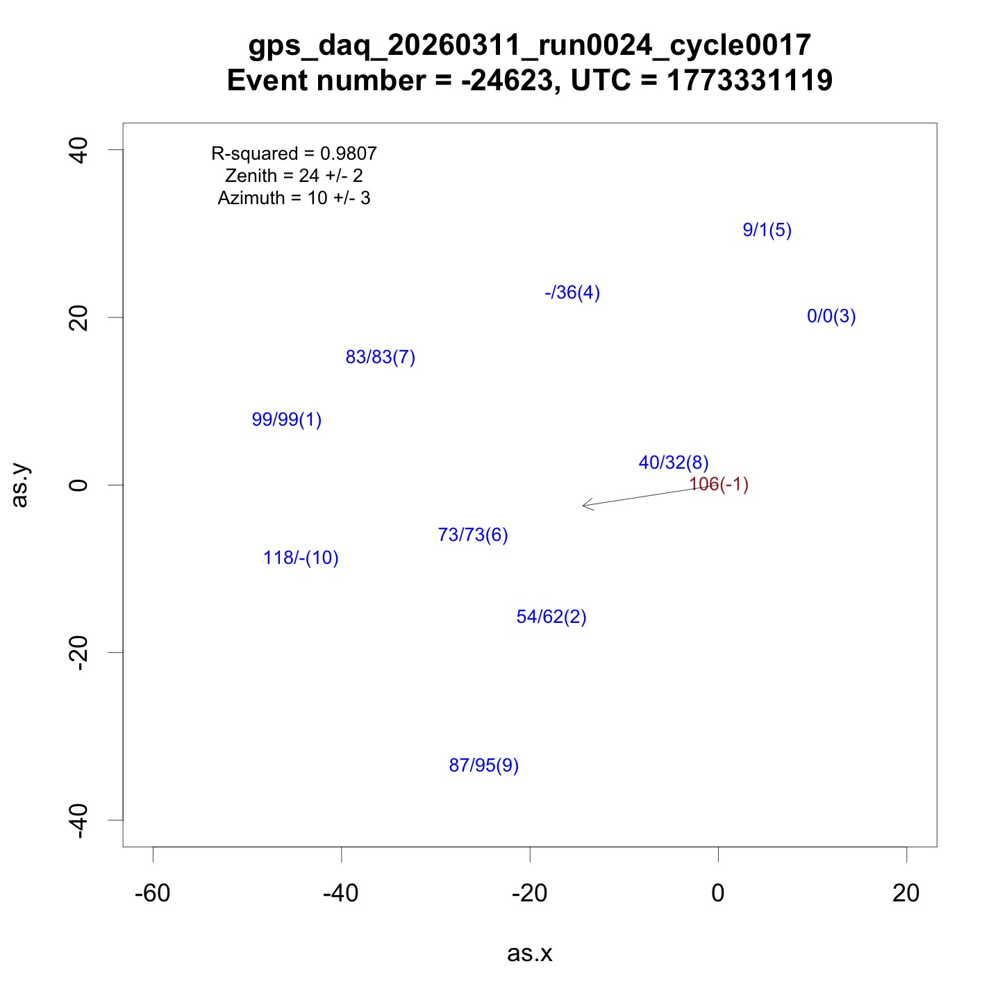 gps_daq_20260311_run0024_cycle0017
Event number = -24623, UTC = 1773331119
R-squared = 0.9807
Zenith = 24 +/- 2
Azimuth = 10 +/- 3
40
20
0
-20
-40
as.y
9/1(5)
-/36(4)
0/0(3)
83/83(7)
99/99(1)
40/32(8)
106(-1)
73/73(6)
118/-(10)
54/62(2)
87/95(9)
-60 -40 -20 0 20
as.x